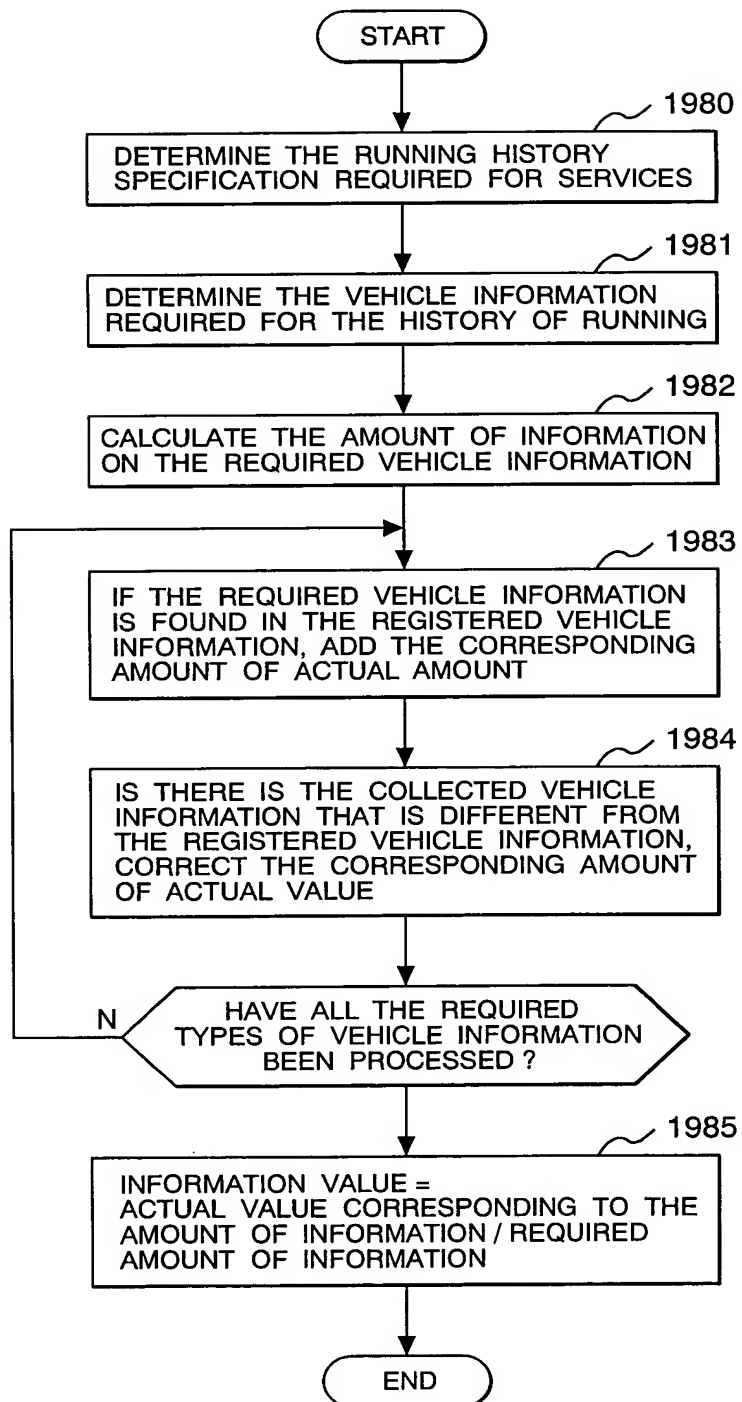 START
1980
DETERMINE THE RUNNING HISTORY
SPECIFICATION REQUIRED FOR SERVICES
1981
DETERMINE THE VEHICLE INFORMATION
REQUIRED FOR THE HISTORY OF RUNNING
1982
CALCULATE THE AMOUNT OF INFORMATION
ON THE REQUIRED VEHICLE INFORMATION
1983
IF THE REQUIRED VEHICLE INFORMATION
IS FOUND IN THE REGISTERED VEHICLE
INFORMATION, ADD THE CORRESPONDING
AMOUNT OF ACTUAL AMOUNT
1984
IS THERE IS THE COLLECTED VEHICLE
INFORMATION THAT IS DIFFERENT FROM
THE REGISTERED VEHICLE INFORMATION,
CORRECT THE CORRESPONDING AMOUNT
OF ACTUAL VALUE
N
HAVE ALL THE REQUIRED
TYPES OF VEHICLE INFORMATION
BEEN PROCESSED ?
1985
INFORMATION VALUE =
ACTUAL VALUE CORRESPONDING TO THE
AMOUNT OF INFORMATION / REQUIRED
AMOUNT OF INFORMATION
END